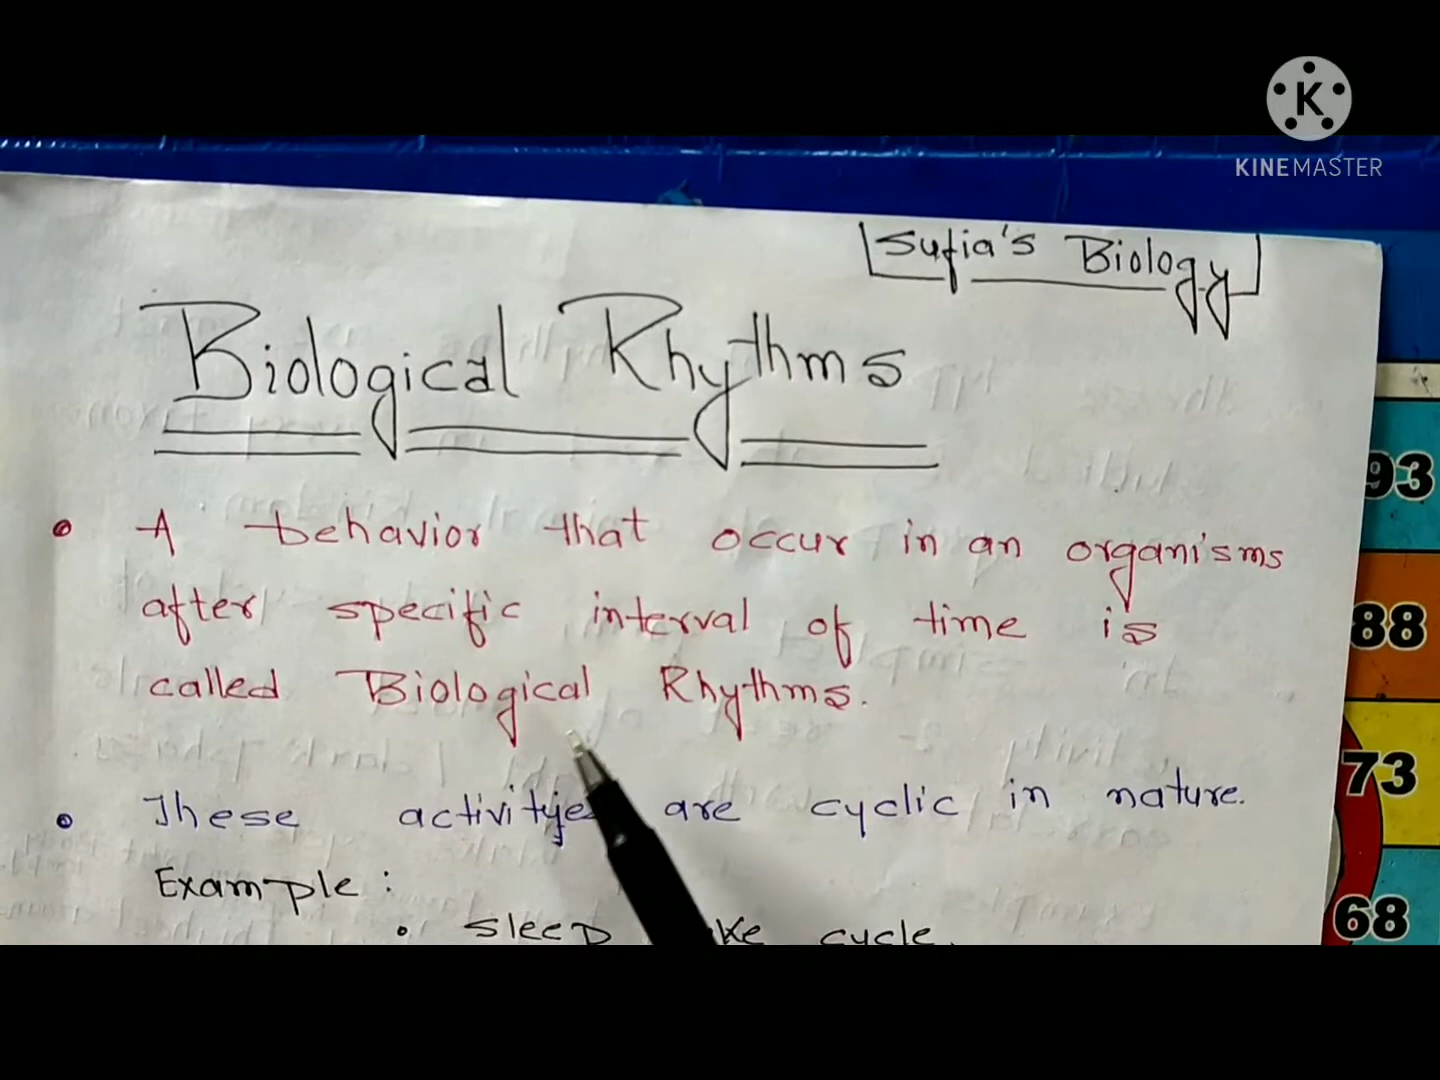 K
KINEMASTER
Sufia's Biology
Biological Rhythms
• A behavior that occur in an organisms
after specific interval of time is
called Biological Rhythms.
• These activities are cyclic in nature.
Example :
• Sleep cycle.
93
88
73
68